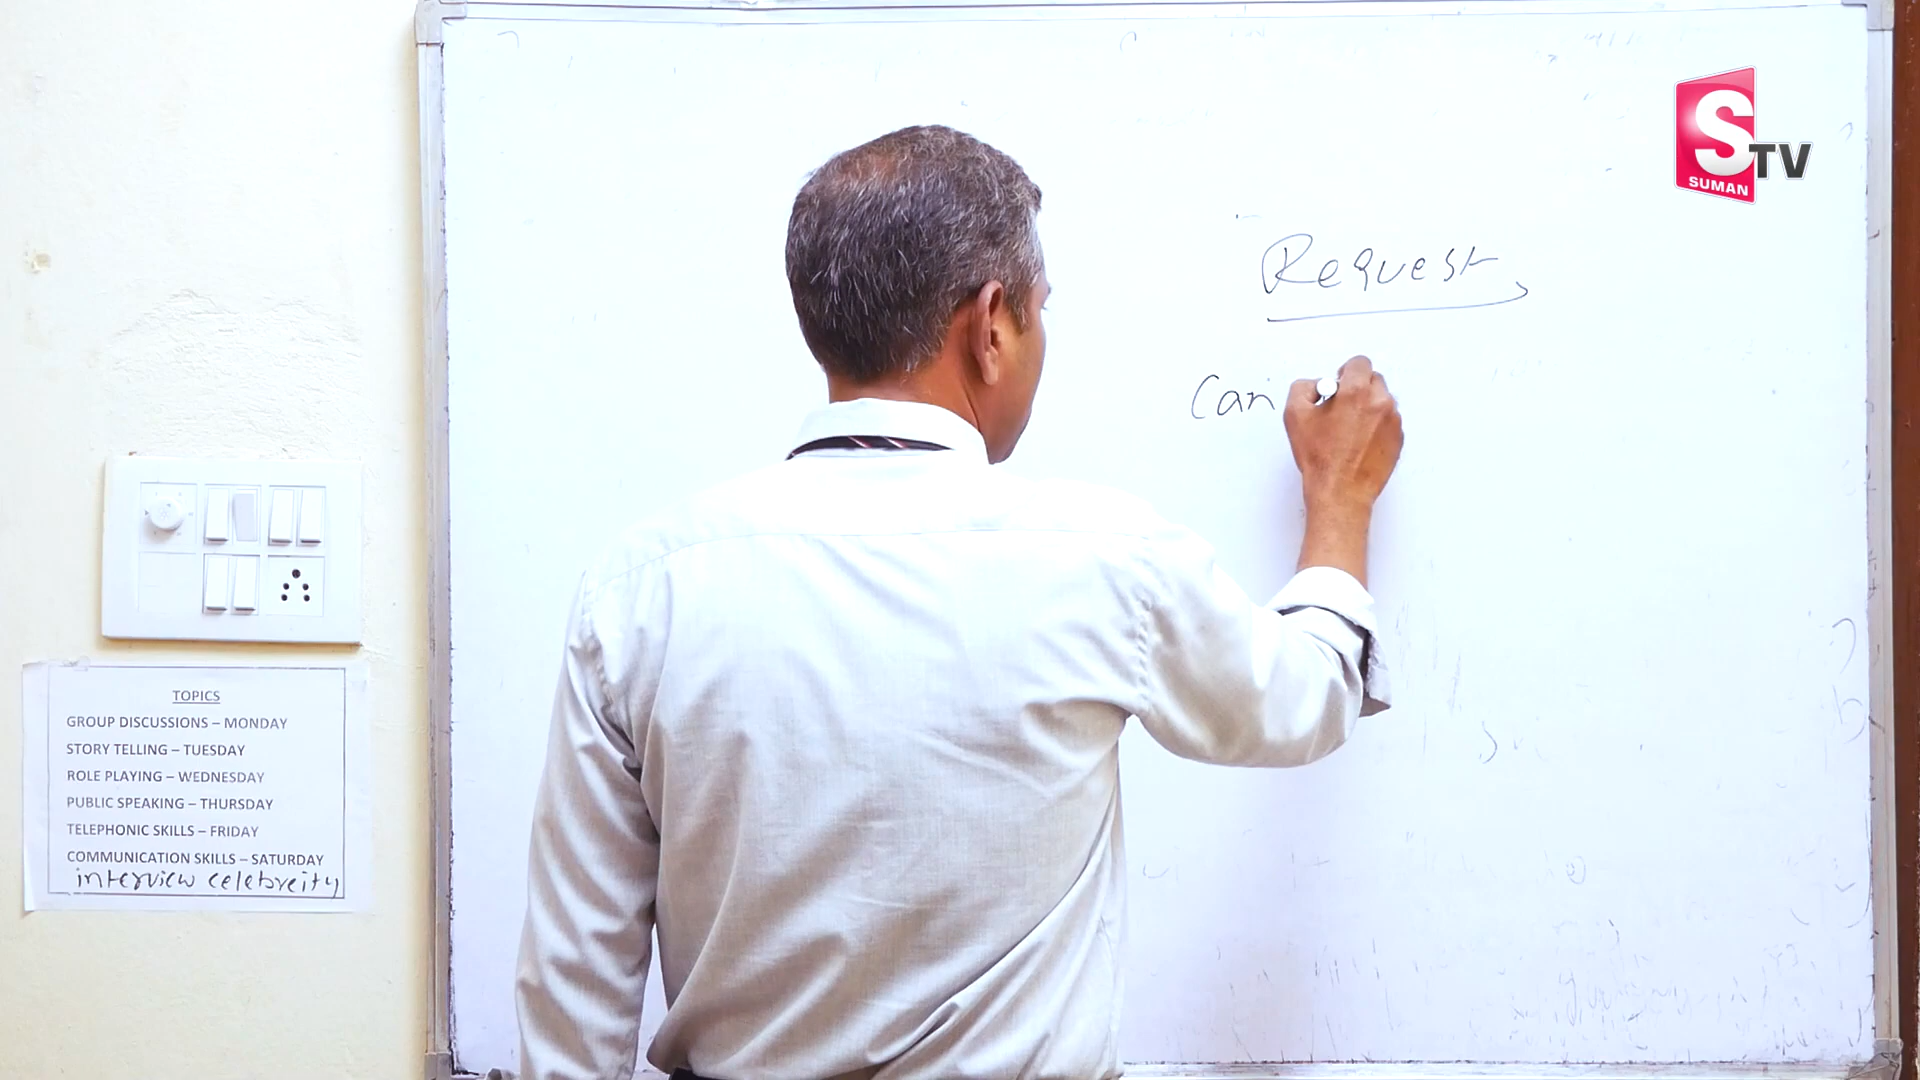 S TV
SUMAN
Request
Can
TOPICS
GROUP DISCUSSIONS – MONDAY
STORY TELLING – TUESDAY
ROLE PLAYING – WEDNESDAY
PUBLIC SPEAKING – THURSDAY
TELEPHONIC SKILLS – FRIDAY
COMMUNICATION SKILLS – SATURDAY
interview celebreity